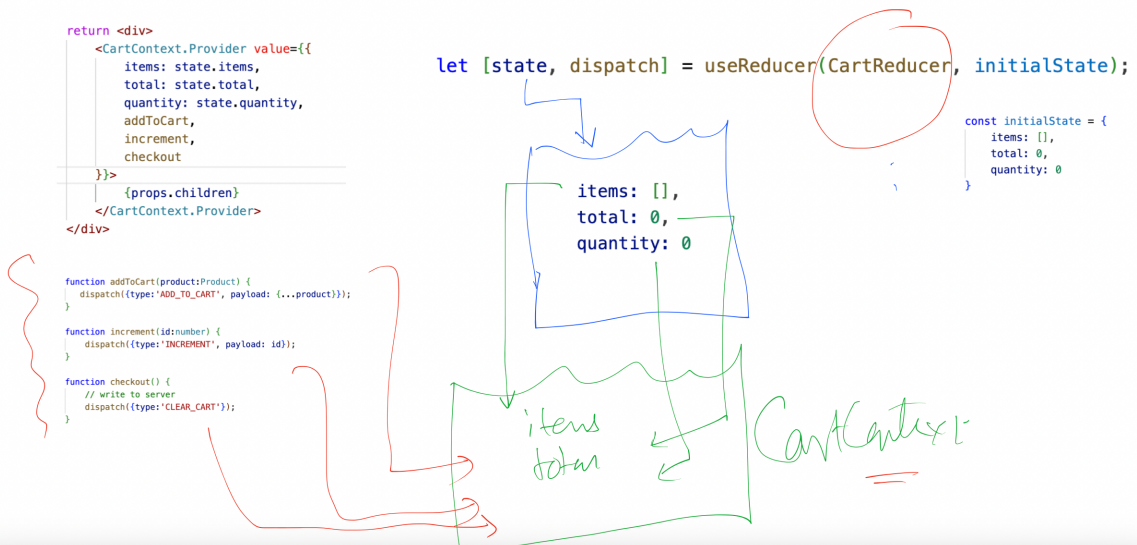 return <div>
<CartContext.Provider value={{
items: state.items,
total: state.total,
quantity: state.quantity,
addToCart,
increment,
checkout
}}>
{props.children}
</CartContext.Provider>
</div>
let [state, dispatch] = useReducer(CartReducer, initialState);
const initialState = {
items: [],
total: 0,
quantity: 0
}
items: [],
total: 0,
quantity: 0
function addToCart(product:Product) {
dispatch({type:'ADD_TO_CART', payload: {...product}});
}
function increment(id:number) {
dispatch({type:'INCREMENT', payload: id});
}
function checkout() {
// write to server
dispatch({type:'CLEAR_CART'});
}
items
total
CartContext